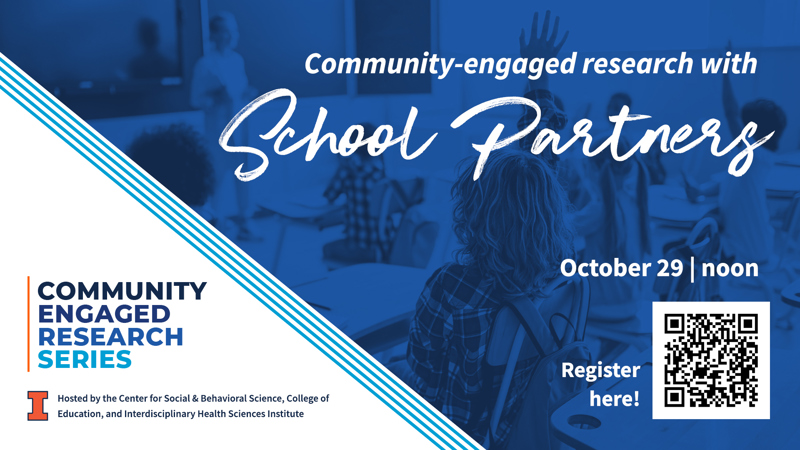 Community-engaged research with
School Partners
October 29 | noon
Register
here!
COMMUNITY
ENGAGED
RESEARCH
SERIES
Hosted by the Center for Social & Behavioral Science, College of
Education, and Interdisciplinary Health Sciences Institute